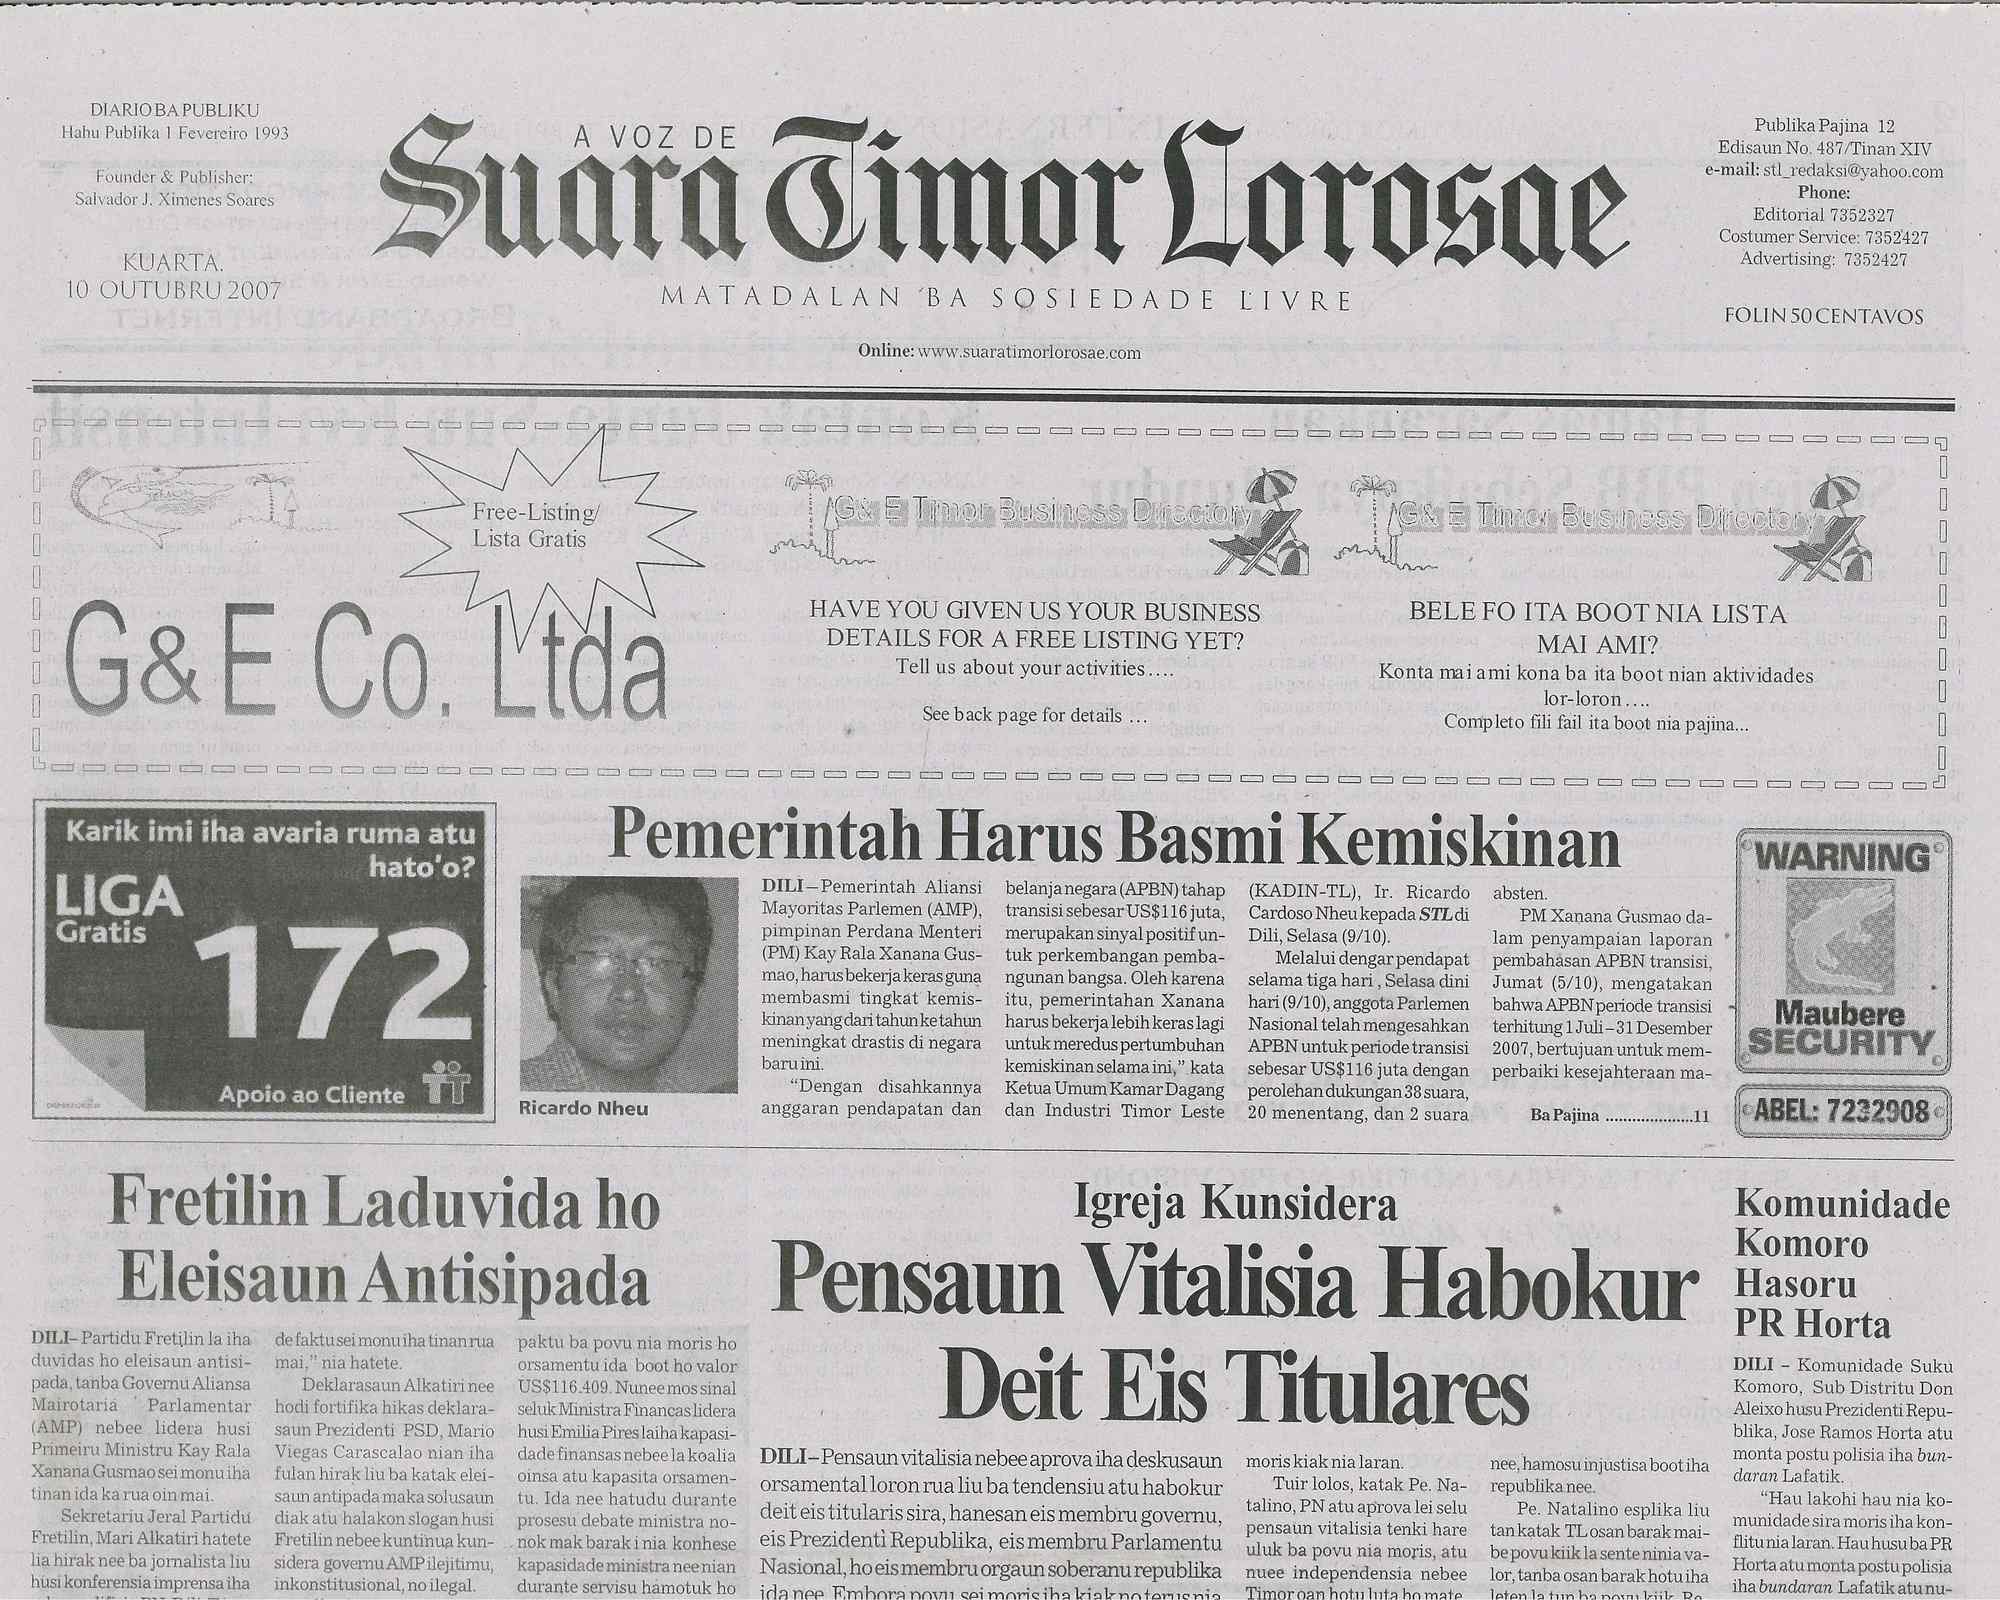 DIARIO BA PUBLIKU
Hahu Publika 1 Fevereiro 1993
Founder & Publisher:
Salvador J. Ximenes Soares
KUARTA,
10 OUTUBRU 2007
A VOZ DE
Suara Timor Lorosae
MATADALAN BA SOSIEDADE LIVRE
Online: www.suaratimorlorosae.com
Publika Pajina 12
Edisaun No. 487/Tinan XIV
e-mail: stl_redaksi@yahoo.com
Phone:
Editorial 7352327
Costumer Service: 7352427
Advertising: 7352427
FOLIN 50 CENTAVOS
Free-Listing/
Lista Gratis
G& E Co. Ltda
G& E Timor Business Directory
HAVE YOU GIVEN US YOUR BUSINESS
DETAILS FOR A FREE LISTING YET?
Tell us about your activities....
See back page for details ...
G& E Timor Business Directory
BELE FO ITA BOOT NIA LISTA
MAI AMI?
Konta mai ami kona ba ita boot nian aktividades
lor-loron....
Completo fili fail ita boot nia pajina...
Karik imi iha avaria ruma atu
hato'o?
LIGA
Gratis
172
Apoio ao Cliente
Pemerintah Harus Basmi Kemiskinan
Ricardo Nheu
DILI–Pemerintah Aliansi
Mayoritas Parlemen (AMP),
pimpinan Perdana Menteri
(PM) Kay Rala Xanana Gus-
mao, harus bekerja keras guna
membasmi tingkat kemis-
kinan yang dari tahun ke tahun
meningkat drastis di negara
baru ini.
“Dengan disahkannya
anggaran pendapatan dan
belanja negara (APBN) tahap
transisi sebesar US$116 juta,
merupakan sinyal positif un-
tuk perkembangan pemba-
ngunan bangsa. Oleh karena
itu, pemerintahan Xanana
harus bekerja lebih keras lagi
untuk meredus pertumbuhan
kemiskinan selama ini,” kata
Ketua Umum Kamar Dagang
dan Industri Timor Leste
(KADIN-TL), Ir. Ricardo
Cardoso Nheu kepada STL di
Dili, Selasa (9/10).
Melalui dengar pendapat
selama tiga hari , Selasa dini
hari (9/10), anggota Parlemen
Nasional telah mengesahkan
APBN untuk periode transisi
sebesar US$116 juta dengan
perolehan dukungan 38 suara,
20 menentang, dan 2 suara
absten.
PM Xanana Gusmao da-
lam penyampaian laporan
pembahasan APBN transisi,
Jumat (5/10), mengatakan
bahwa APBN periode transisi
terhitung 1 Juli – 31 Desember
2007, bertujuan untuk mem-
perbaiki kesejahteraan ma-
Ba Pajina .....................11
WARNING
Maubere
SECURITY
ABEL: 7232908
Fretilin Laduvida ho
Eleisaun Antisipada
DILI– Partidu Fretilin la iha
duvidas ho eleisaun antisi-
pada, tanba Governu Aliansa
Mairotaria Parlamentar
(AMP) nebee lidera husi
Primeiru Ministru Kay Rala
Xanana Gusmao sei monu iha
tinan ida ka rua oin mai.
Sekretariu Jeral Partidu
Fretilin, Mari Alkatiri hatete
lia hirak nee ba jornalista liu
husi konferensia imprensa iha
de faktu sei monu iha tinan rua
mai,” nia hatete.
Deklarasaun Alkatiri nee
hodi fortifika hikas deklara-
saun Prezidenti PSD, Mario
Viegas Carascalao nian iha
fulan hirak liu ba katak elei-
saun antipada maka solusaun
diak atu halakon slogan husi
Fretilin nebee kuntinua kun-
sidera governu AMP ilejitimu,
inkonstitusional, no ilegal.
paktu ba povu nia moris ho
orsamentu ida boot ho valor
US$116.409. Nunee mos sinal
seluk Ministra Financas lidera
husi Emilia Pires laiha kapasi-
dade finansas nebee la koalia
oinsa atu kapasita orsamen-
tu. Ida nee hatudu durante
prosesu debate ministra no-
nok mak barak i nia konhese
kapasidade ministra nee nian
durante servisu hamotuk ho
Igreja Kunsidera
Pensaun Vitalisia Habokur
Deit Eis Titulares
DILI–Pensaun vitalisia nebee aprova iha deskusaun
orsamental loron rua liu ba tendensiu atu habokur
deit eis titularis sira, hanesan eis membru governu,
eis Prezidenti Republika, eis membru Parlamentu
Nasional, ho eis membru orgaun soberanu republika
ida nee. Embora povu sei moris iha kiak no terus nia
moris kiak nia laran.
Tuir lolos, katak Pe. Na-
talino, PN atu aprova lei selu
pensaun vitalisia tenki hare
uluk ba povu nia moris, atu
nuee independensia nebee
Timor oan hotu luta ho mate,
nee, hamosu injustisa boot iha
republika nee.
Pe. Natalino esplika liu
tan katak TL osan barak mai-
be povu kiik la sente ninia va-
lor, tanba osan barak hotu iha
leten la tun ba povu kiik. Ro-
Komunidade
Komoro
Hasoru
PR Horta
DILI – Komunidade Suku
Komoro, Sub Distritu Don
Aleixo husu Prezidenti Repu-
blika, Jose Ramos Horta atu
monta postu polisia iha bun-
daran Lafatik.
“Hau lakohi hau nia ko-
munidade sira moris iha kon-
flitu nia laran. Hau husu ba PR
Horta atu monta postu polisia
iha bundaran Lafatik atu nu-